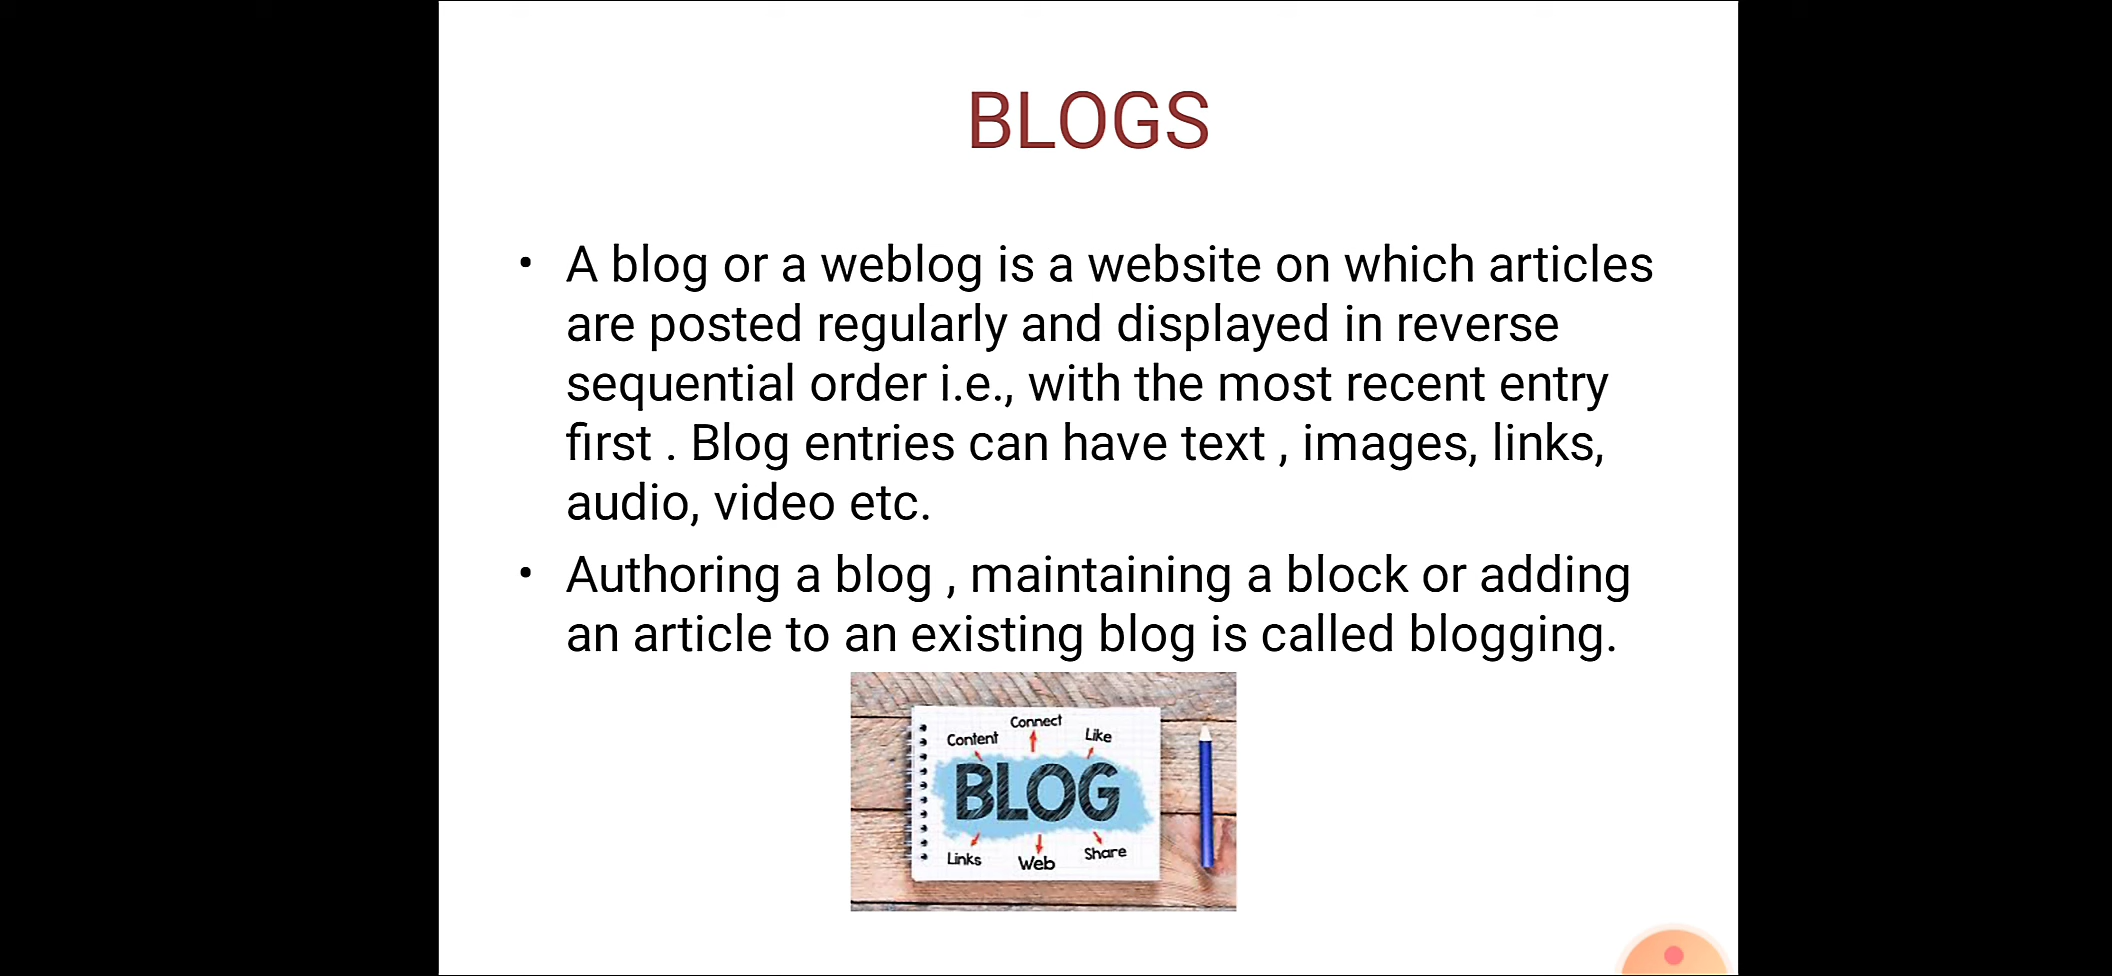 BLOGS
• A blog or a weblog is a website on which articles
are posted regularly and displayed in reverse
sequential order i.e., with the most recent entry
first . Blog entries can have text , images, links,
audio, video etc.
• Authoring a blog , maintaining a block or adding
an article to an existing blog is called blogging.
Connect
Content
Like
BLOG
Links
Web
Share